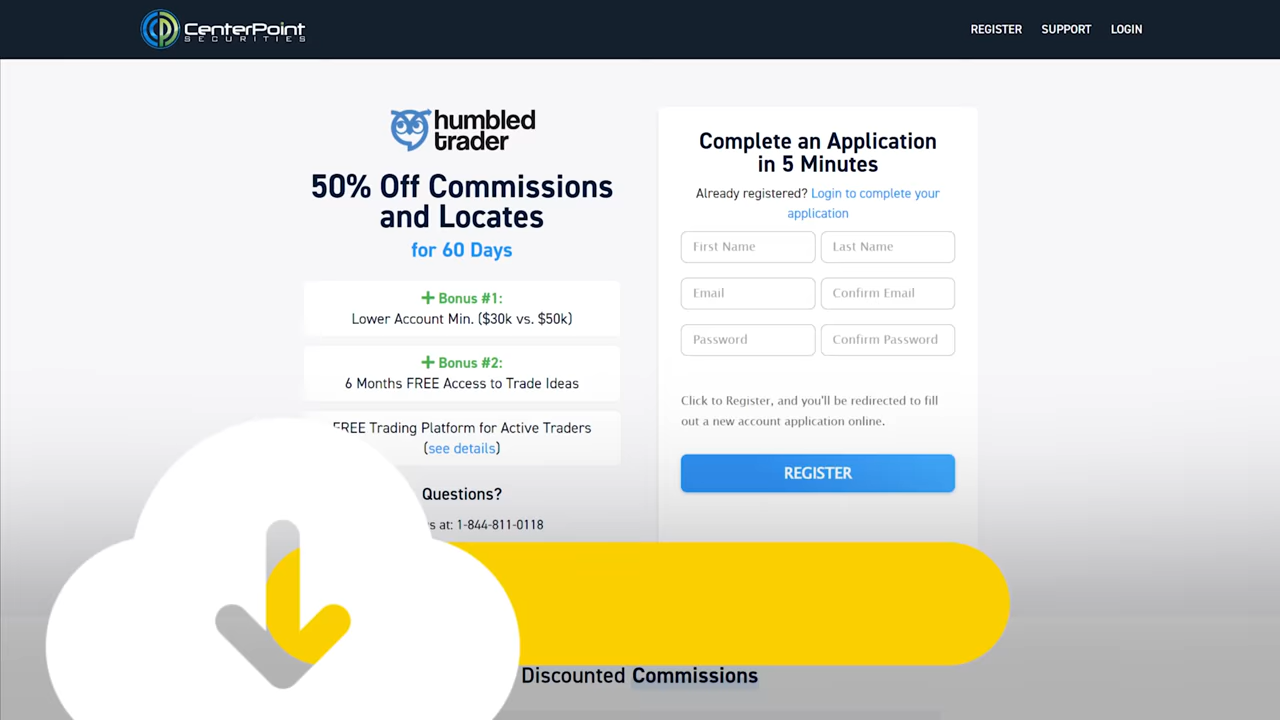 CenterPoint
SECURITIES
REGISTER
SUPPORT
LOGIN
humbled
trader
50% Off Commissions
and Locates
for 60 Days
+ Bonus #1:
Lower Account Min. ($30k vs. $50k)
+ Bonus #2:
6 Months FREE Access to Trade Ideas
FREE Trading Platform for Active Traders
(see details)
Questions?
at: 1-844-811-0118
Complete an Application
in 5 Minutes
Already registered? Login to complete your
application
First Name
Last Name
Email
Confirm Email
Password
Confirm Password
Click to Register, and you'll be redirected to fill
out a new account application online.
REGISTER
Discounted Commissions